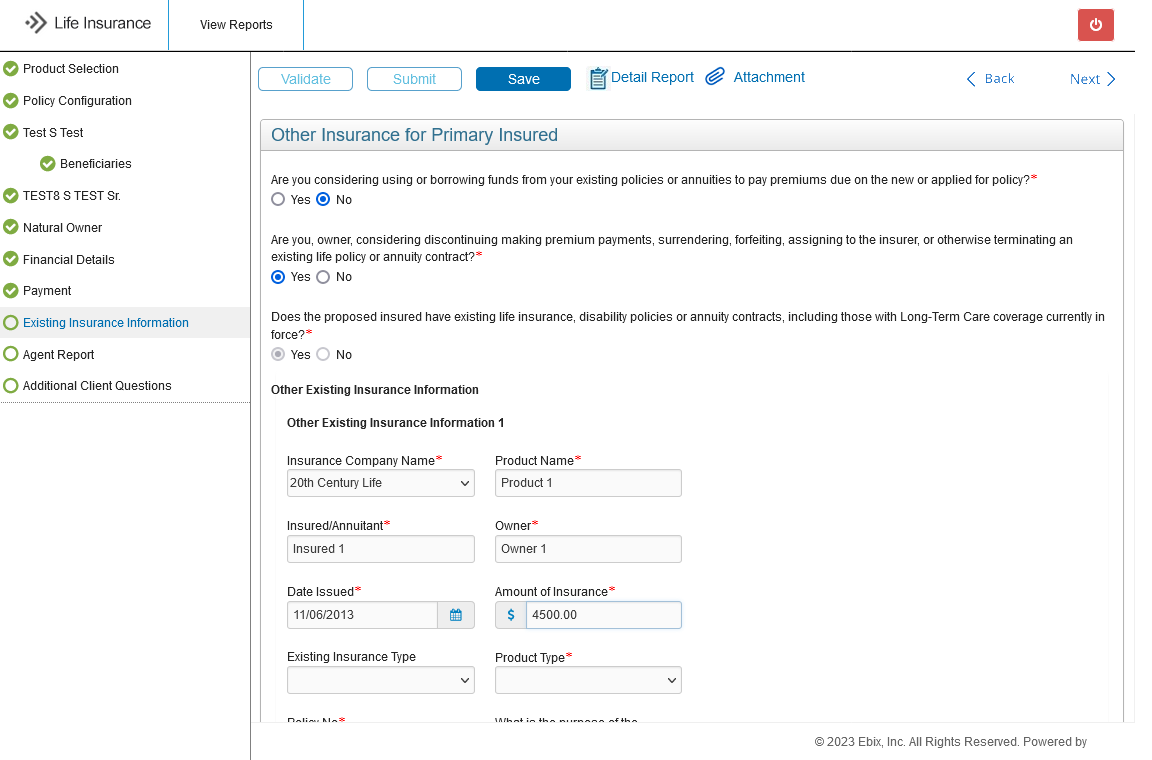 Life Insurance
View Reports
Product Selection
Policy Configuration
Test S Test
Beneficiaries
TEST8 S TEST Sr.
Natural Owner
Financial Details
Payment
Existing Insurance Information
Agent Report
Additional Client Questions
Validate
Submit
Save
Detail Report
Attachment
Back
Next
Other Insurance for Primary Insured
Are you considering using or borrowing funds from your existing policies or annuities to pay premiums due on the new or applied for policy?*
Yes No
Are you, owner, considering discontinuing making premium payments, surrendering, forfeiting, assigning to the insurer, or otherwise terminating an
existing life policy or annuity contract?*
Yes No
Does the proposed insured have existing life insurance, disability policies or annuity contracts, including those with Long-Term Care coverage currently in
force?*
Yes No
Other Existing Insurance Information
Other Existing Insurance Information 1
Insurance Company Name* Product Name*
20th Century Life Product 1
Insured/Annuitant* Owner*
Insured 1 Owner 1
Date Issued* Amount of Insurance*
11/06/2013 $ 4500.00
Existing Insurance Type Product Type*
Policy No* What is the purpose of the
© 2023 Ebix, Inc. All Rights Reserved. Powered by